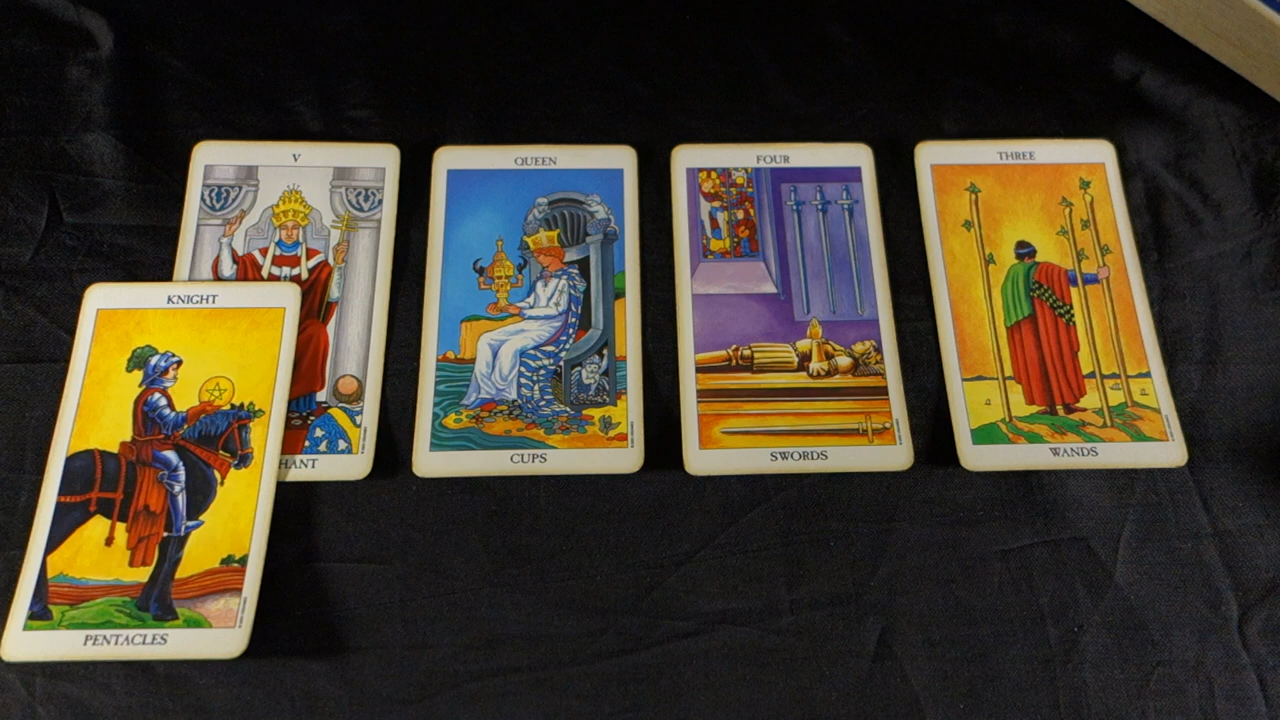 V
HANT
KNIGHT
PENTACLES
QUEEN
CUPS
FOUR
SWORDS
THREE
WANDS